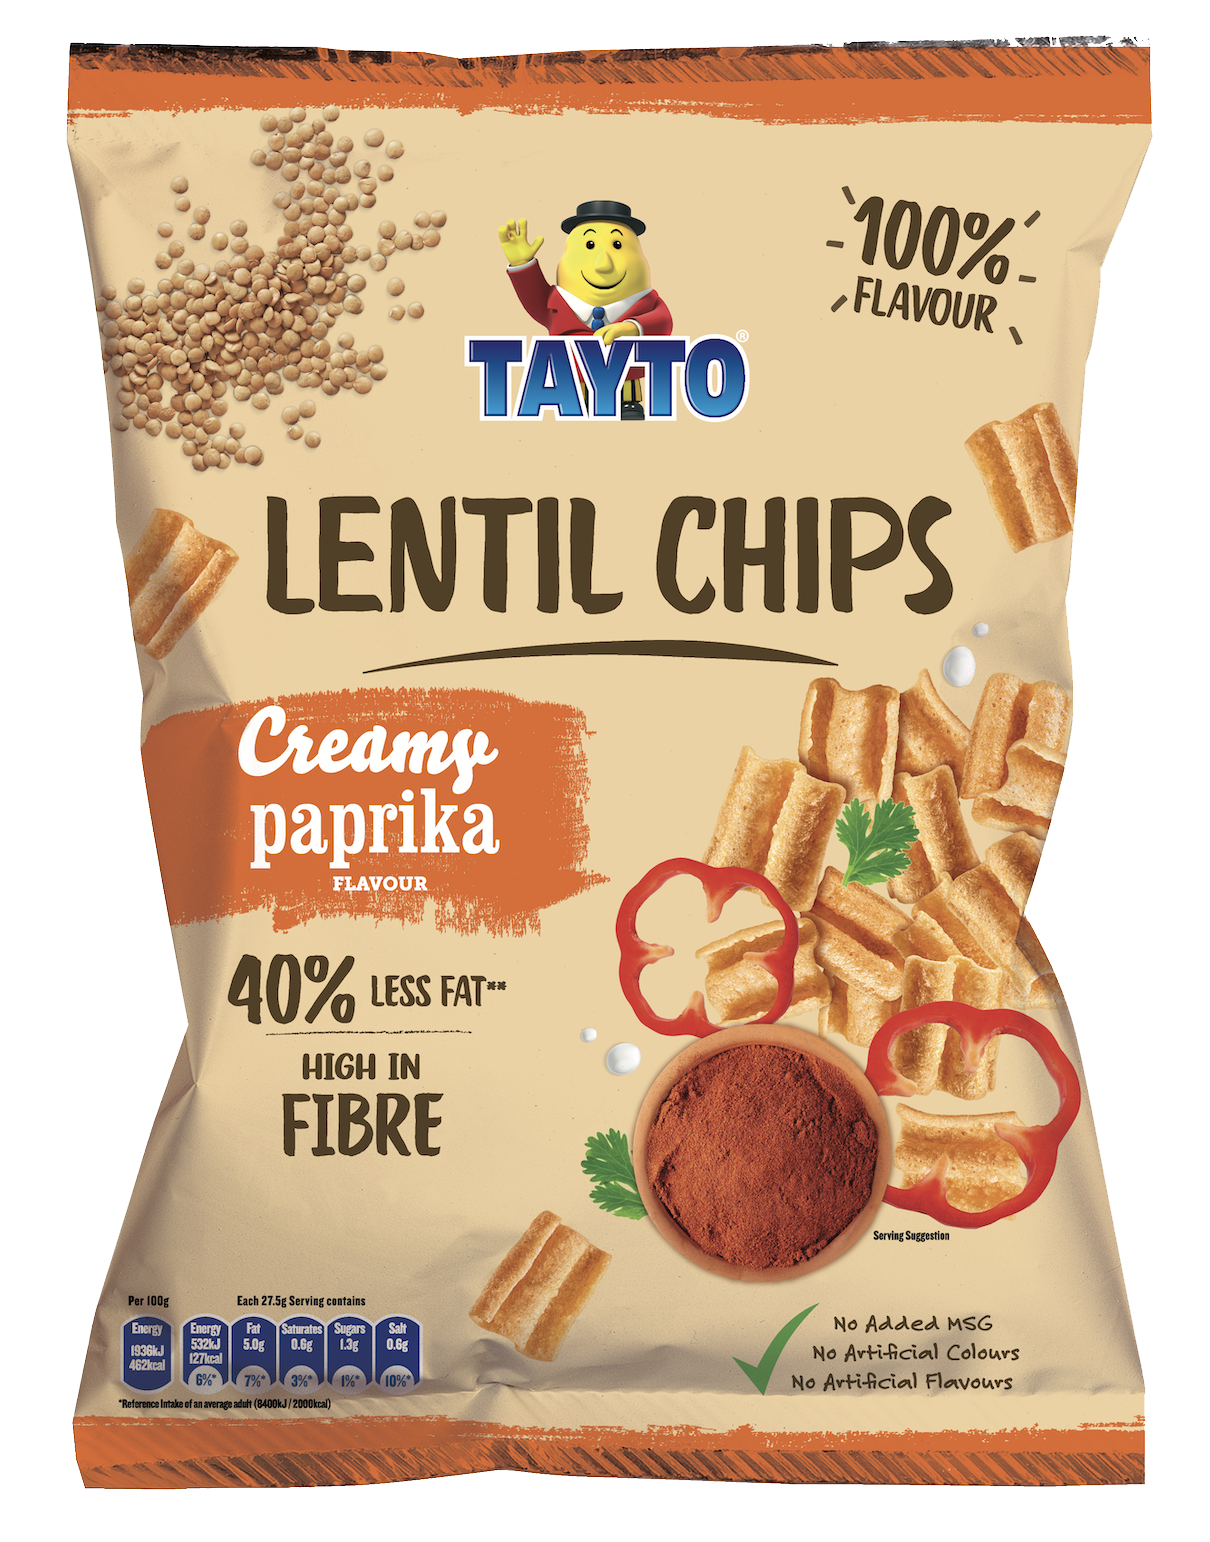 100%
FLAVOUR
TAYTO®
LENTIL CHIPS
Creamy
paprika
FLAVOUR
40% LESS FAT**
HIGH IN
FIBRE
Serving Suggestion
Per 100g
Each 27.5g Serving contains
Energy
1936kJ
462kcal
Energy
532kJ
127kcal
6%*
Fat
5.0g
7%*
Saturates
0.6g
3%*
Sugars
1.3g
1%*
Salt
0.6g
10%*
*Reference Intake of an average adult (8400kJ / 2000kcal)
No Added MSG
No Artificial Colours
No Artificial Flavours